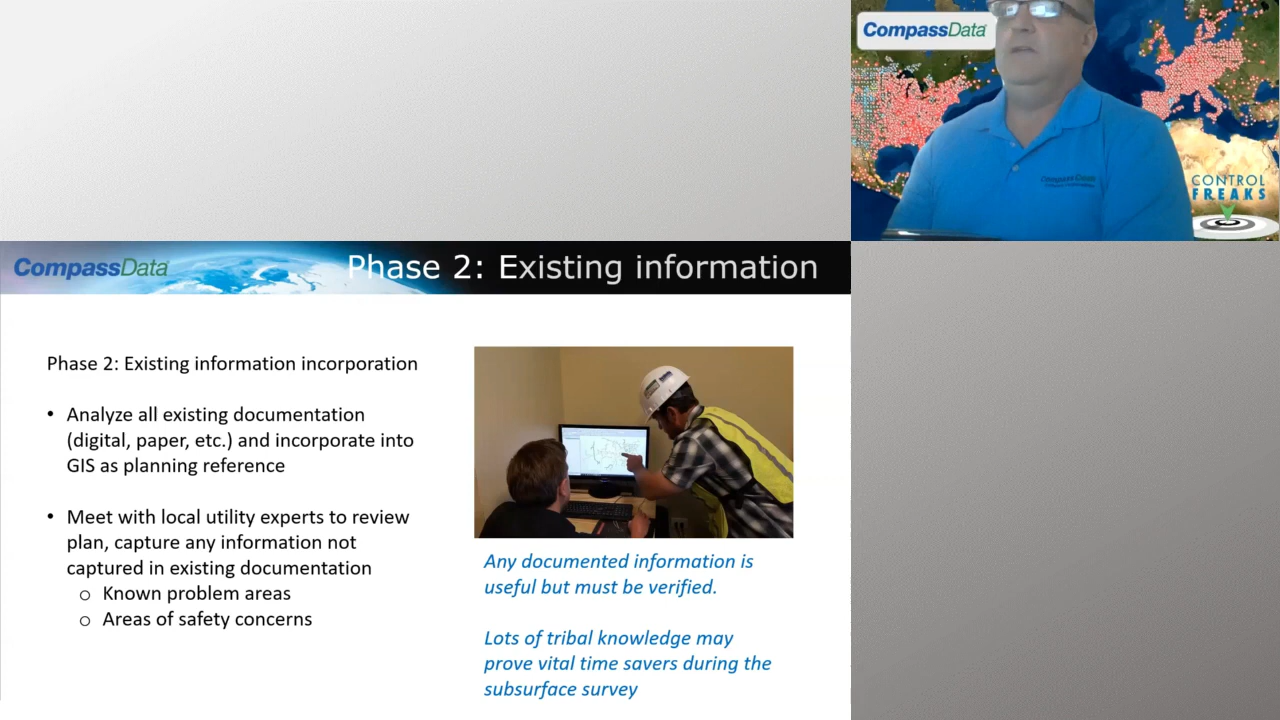 CompassData
CONTROL
FREAKS
CompassData
Phase 2: Existing information
Phase 2: Existing information incorporation
• Analyze all existing documentation
(digital, paper, etc.) and incorporate into
GIS as planning reference
• Meet with local utility experts to review
plan, capture any information not
captured in existing documentation
o Known problem areas
o Areas of safety concerns
Any documented information is
useful but must be verified.
Lots of tribal knowledge may
prove vital time savers during the
subsurface survey